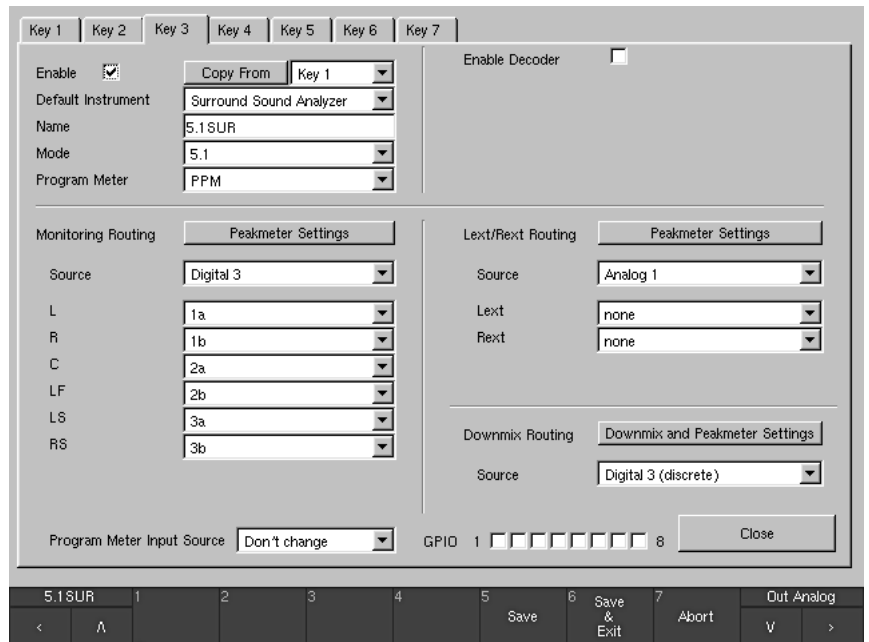 Key 1 Key 2 Key 3 Key 4 Key 5 Key 6 Key 7
Enable Copy From Key 1
Default Instrument Surround Sound Analyzer
Name 5.1SUR
Mode 5.1
Program Meter PPM
Enable Decoder
Monitoring Routing Peakmeter Settings
Source Digital 3
L 1a
R 1b
C 2a
LF 2b
LS 3a
RS 3b
Lext/Rext Routing Peakmeter Settings
Source Analog 1
Lext none
Rext none
Downmix Routing Downmix and Peakmeter Settings
Source Digital 3 (discrete)
Program Meter Input Source Don't change
GPIO 1 8
Close
5.1SUR 1 2 3 4 5 Save 6 Save & Exit 7 Abort Out Analog
< Λ V >